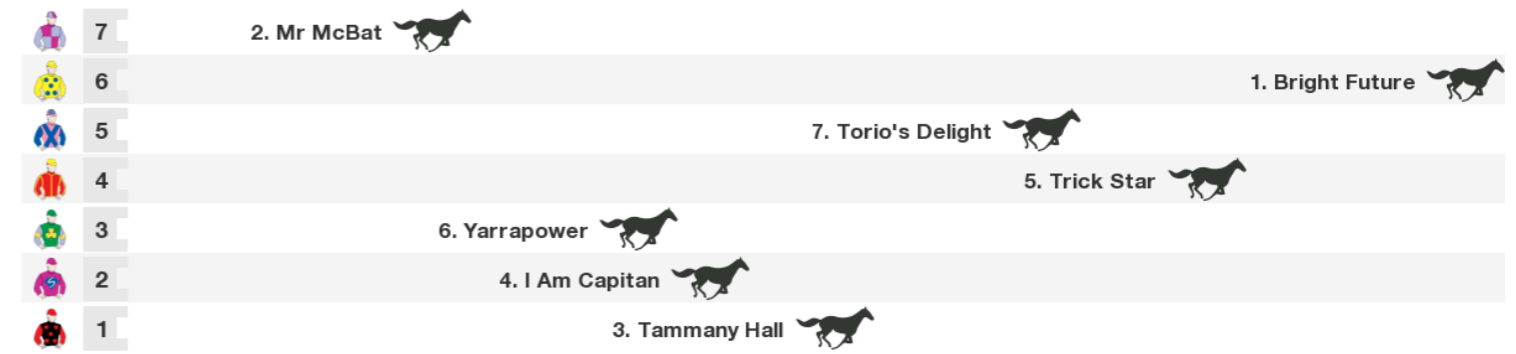 7 2. Mr McBat
6 1. Bright Future
5 7. Torio's Delight
4 5. Trick Star
3 6. Yarrapower
2 4. I Am Capitan
1 3. Tammany Hall